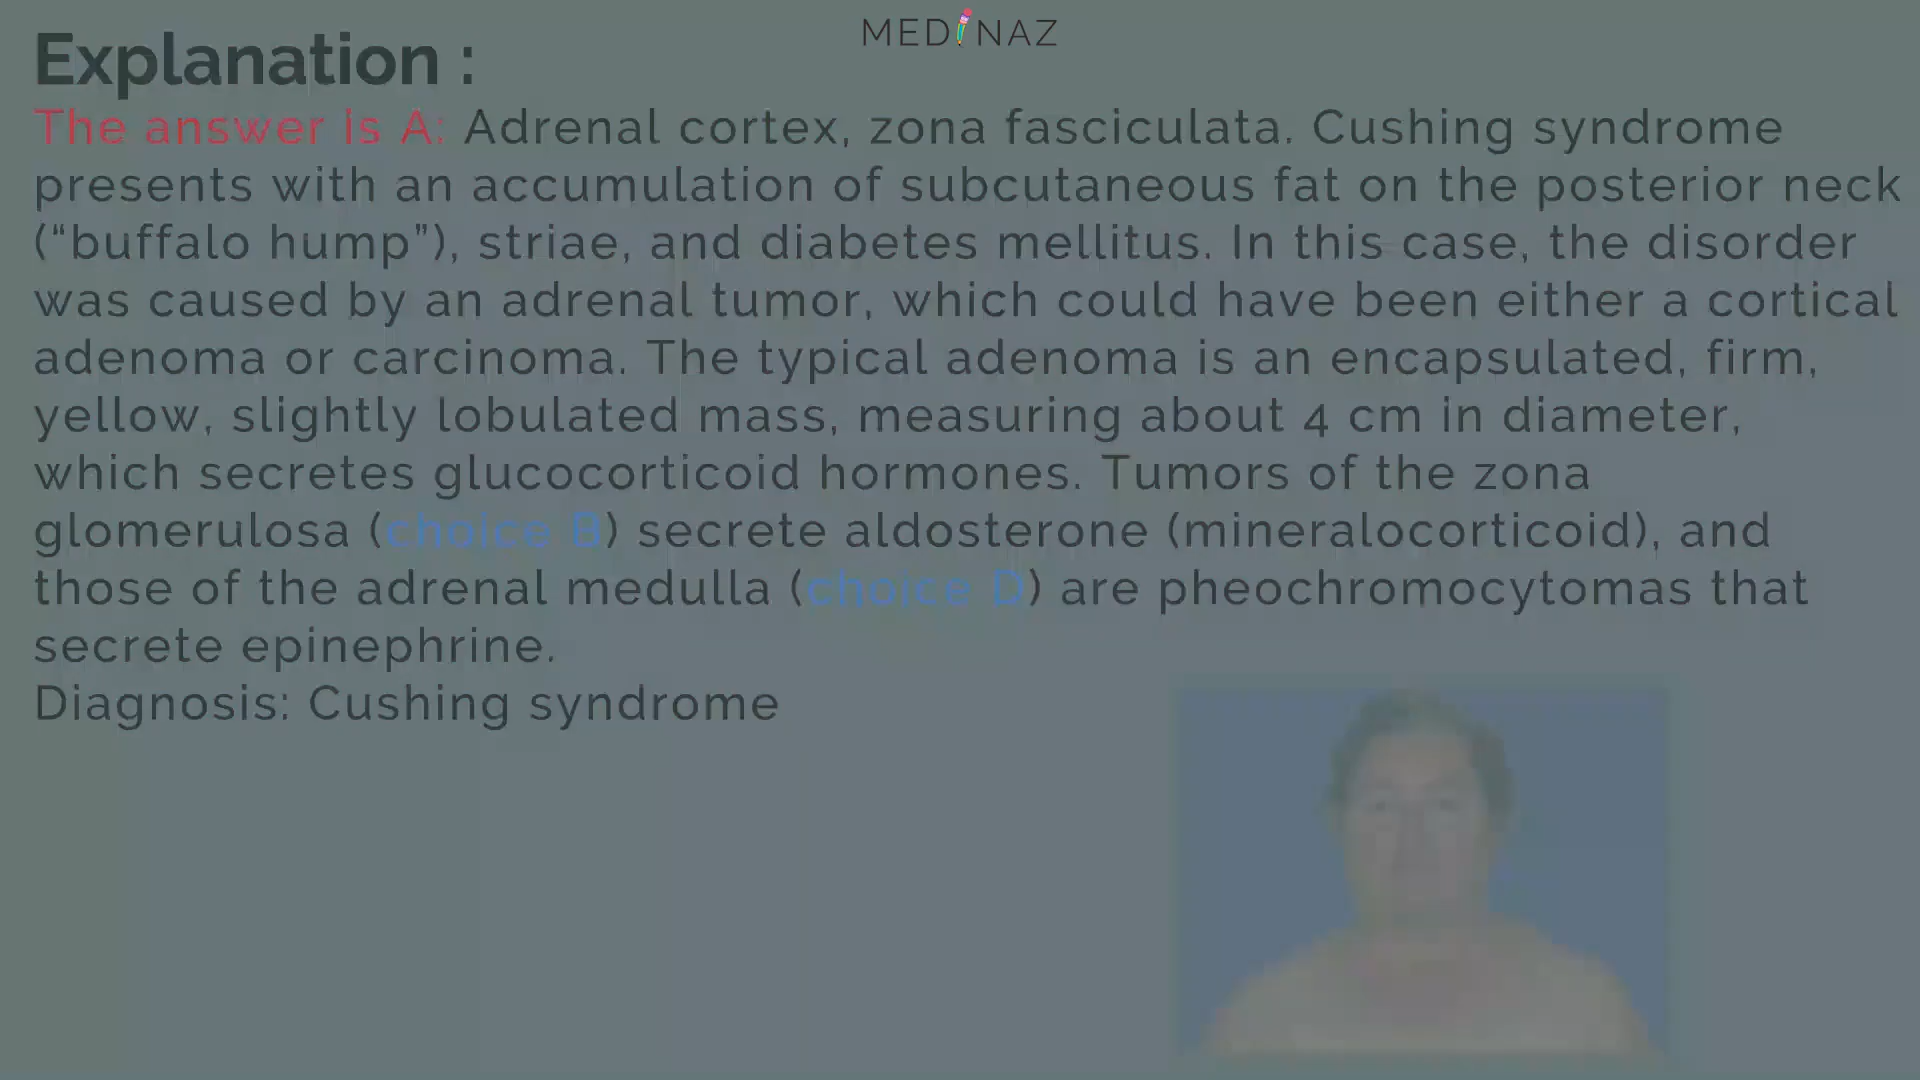 MEDINAZ
Explanation :
The answer is A: Adrenal cortex, zona fasciculata. Cushing syndrome
presents with an accumulation of subcutaneous fat on the posterior neck
(“buffalo hump”), striae, and diabetes mellitus. In this case, the disorder
was caused by an adrenal tumor, which could have been either a cortical
adenoma or carcinoma. The typical adenoma is an encapsulated, firm,
yellow, slightly lobulated mass, measuring about 4 cm in diameter,
which secretes glucocorticoid hormones. Tumors of the zona
glomerulosa (choice B) secrete aldosterone (mineralocorticoid), and
those of the adrenal medulla (choice D) are pheochromocytomas that
secrete epinephrine.
Diagnosis: Cushing syndrome